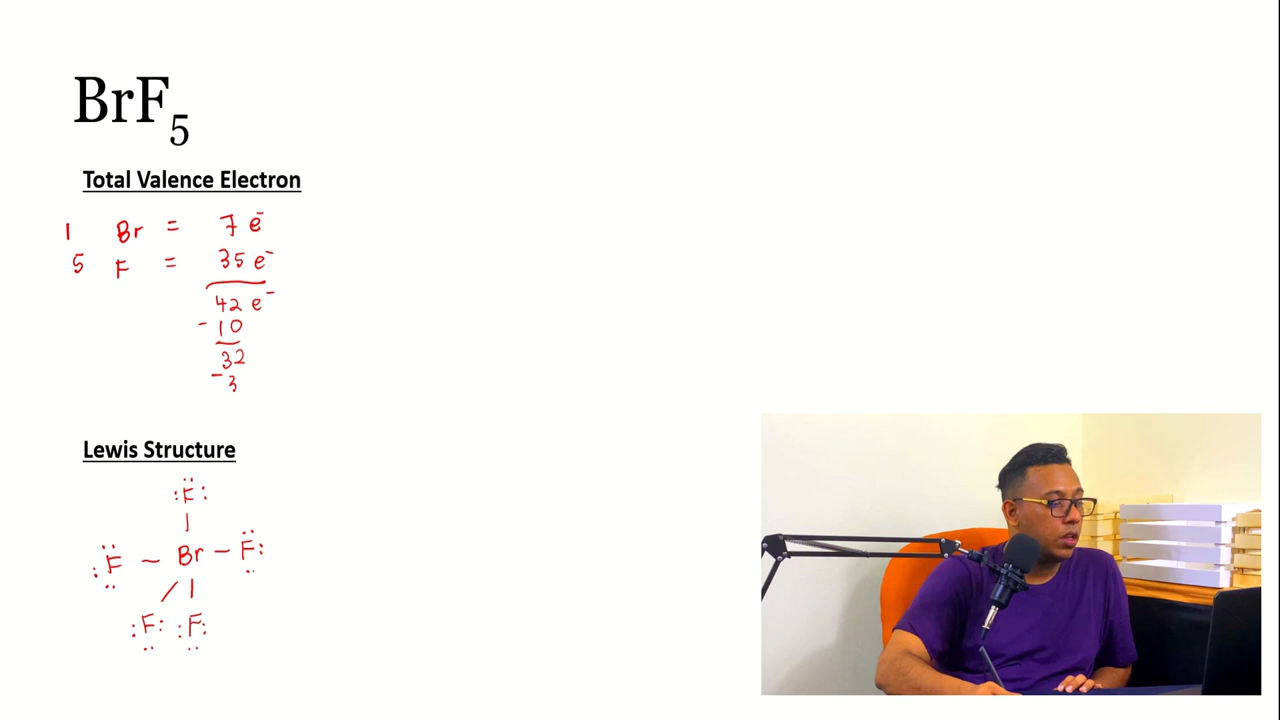 BrF₅
Total Valence Electron
1 Br = 7 e⁻
5 F = 35 e⁻
42 e⁻
- 10
32
- 3
Lewis Structure
:F:
F - Br - F:
:F: :F: